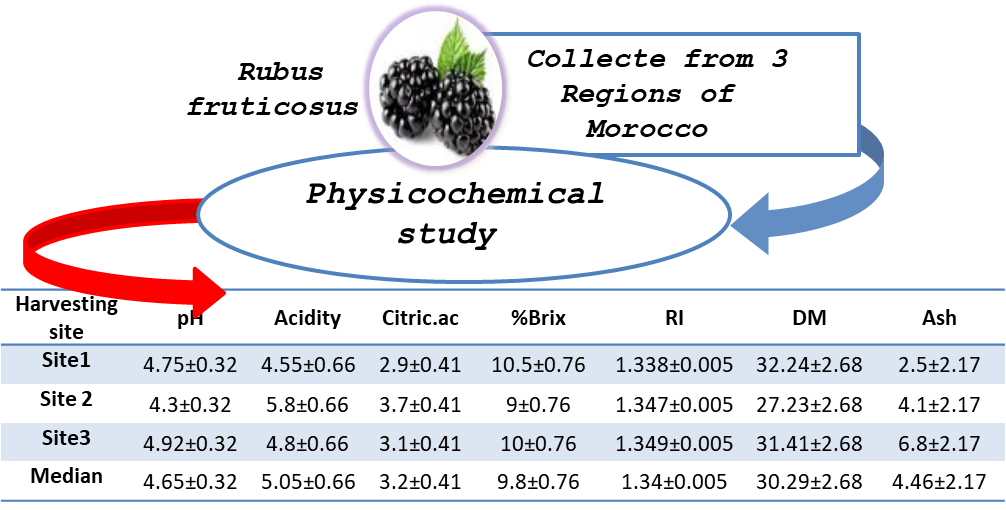 Rubus
fruticosus
Collecte from 3
Regions of
Morocco
Physicochemical
study
Harvesting
site pH Acidity Citric.ac %Brix RI DM Ash
Site1 4.75±0.32 4.55±0.66 2.9±0.41 10.5±0.76 1.338±0.005 32.24±2.68 2.5±2.17
Site 2 4.3±0.32 5.8±0.66 3.7±0.41 9±0.76 1.347±0.005 27.23±2.68 4.1±2.17
Site3 4.92±0.32 4.8±0.66 3.1±0.41 10±0.76 1.349±0.005 31.41±2.68 6.8±2.17
Median 4.65±0.32 5.05±0.66 3.2±0.41 9.8±0.76 1.34±0.005 30.29±2.68 4.46±2.17